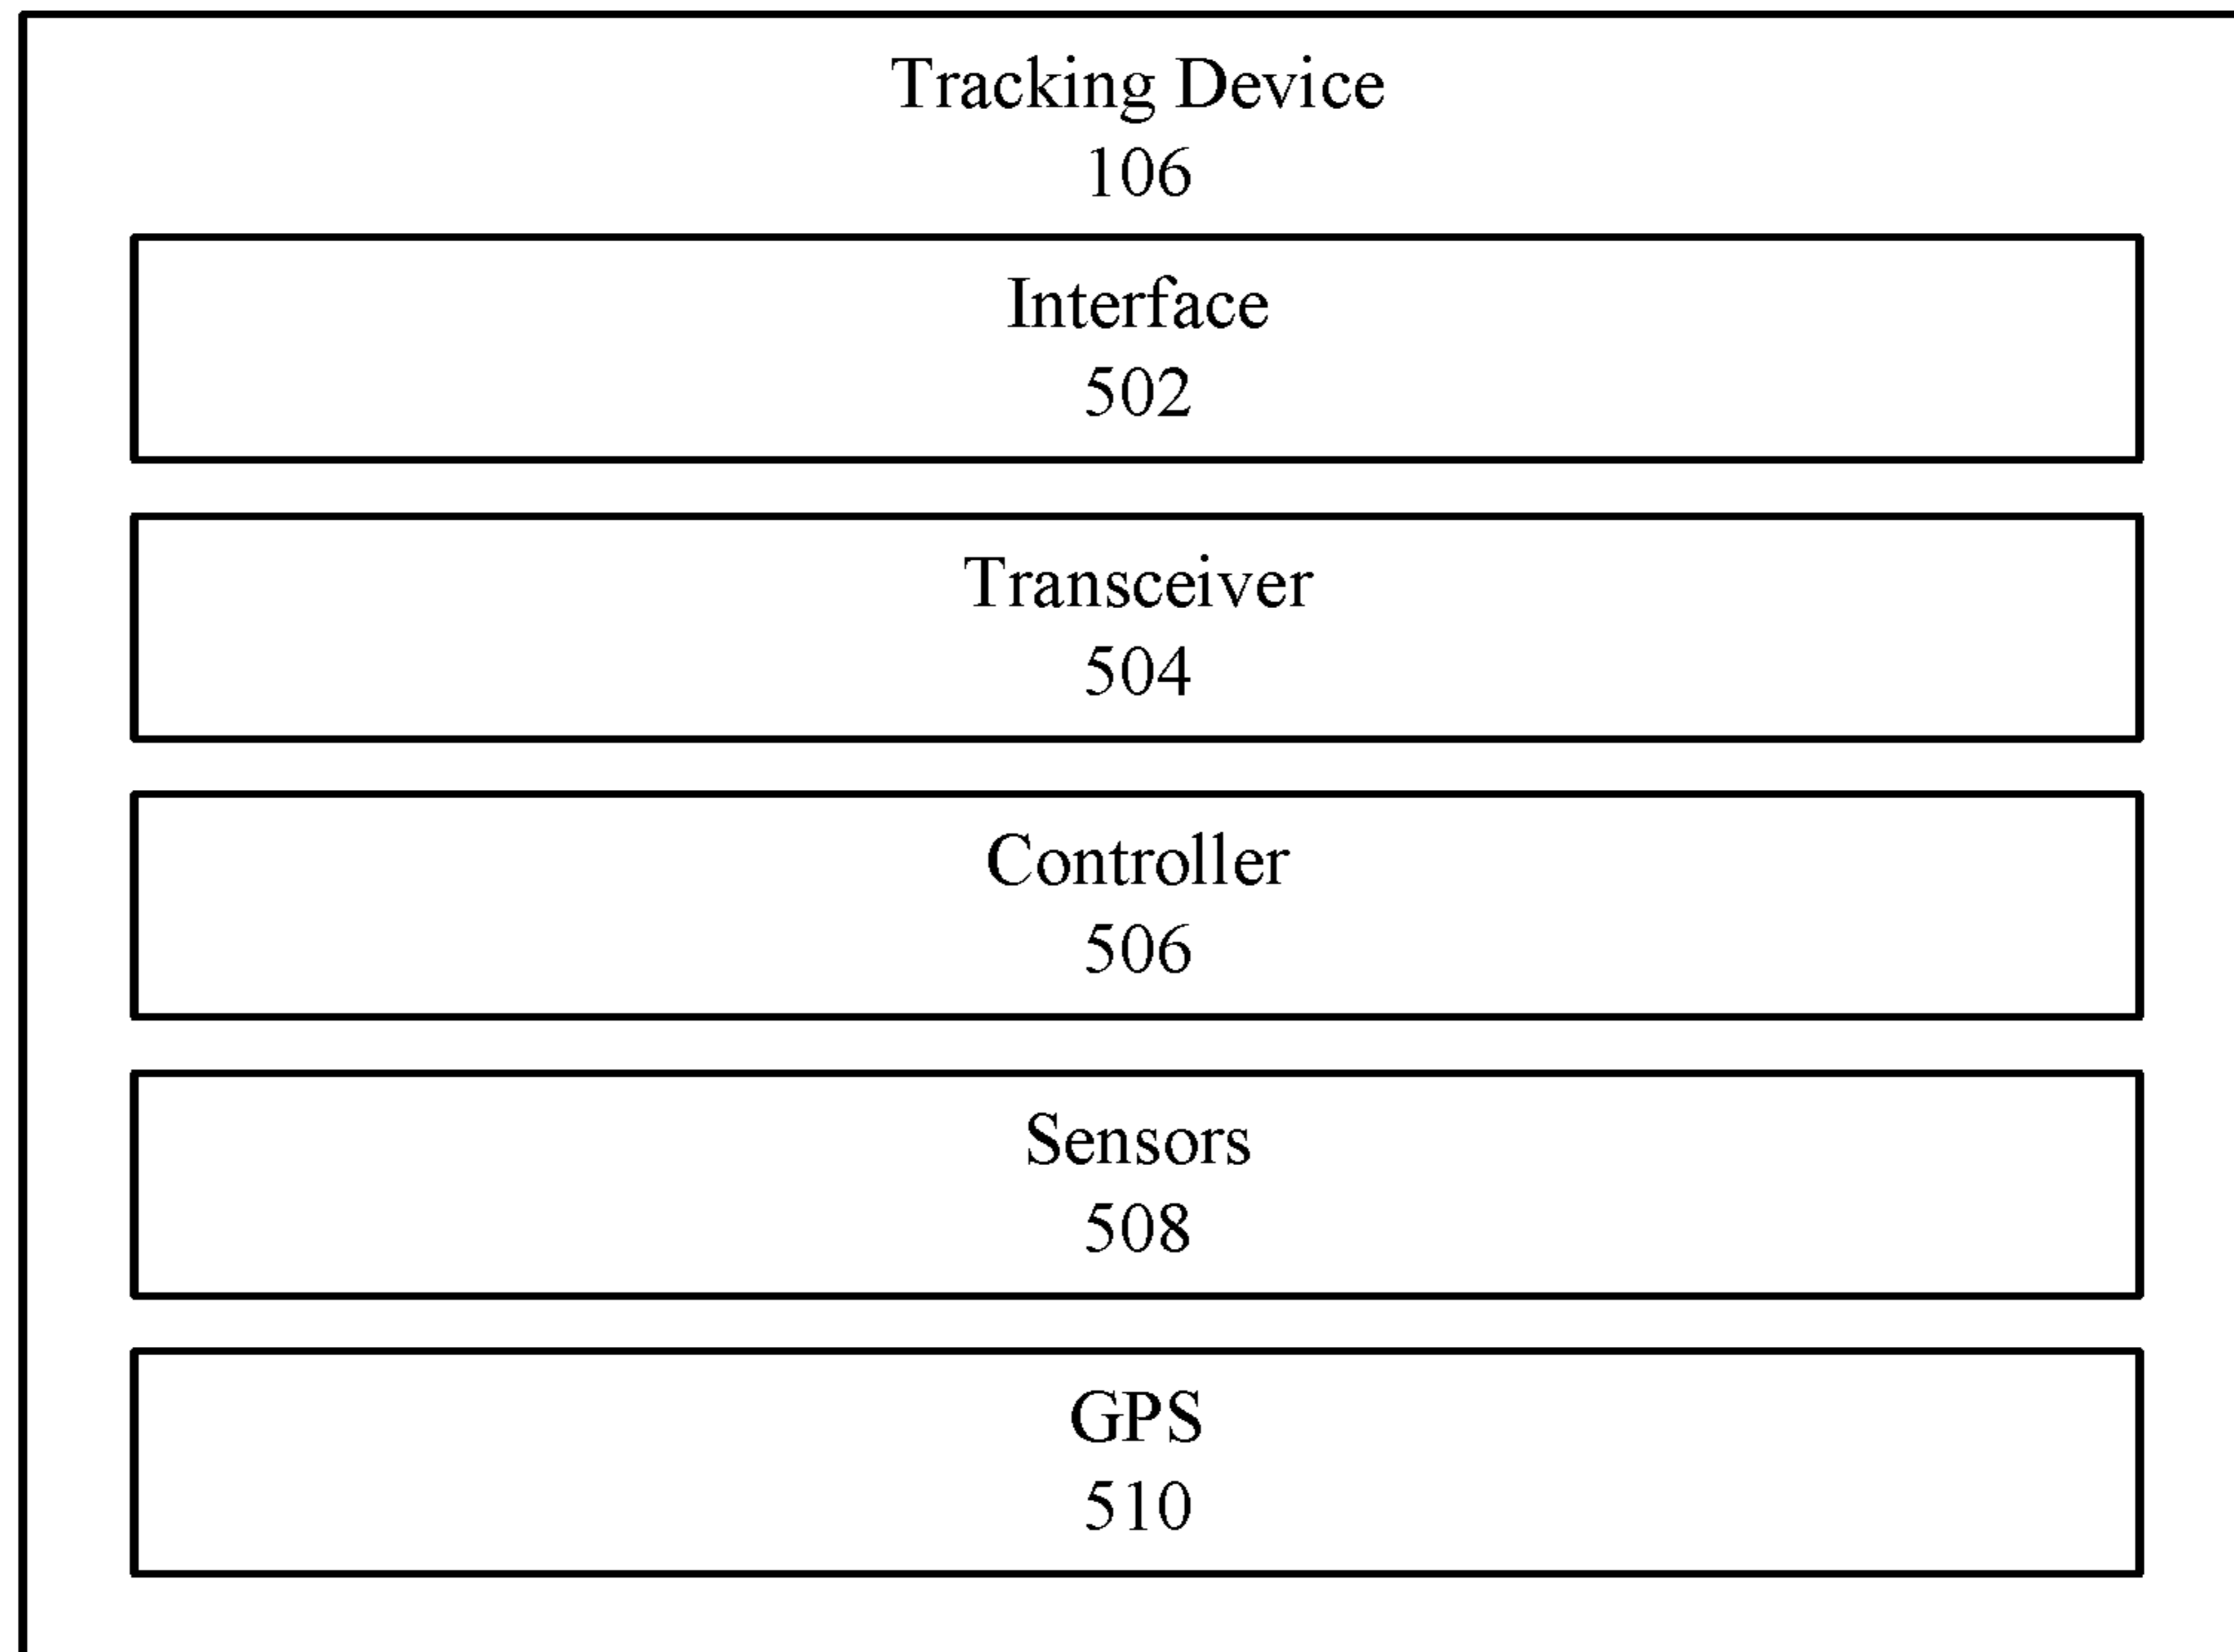 Tracking Device
106
Interface
502
Transceiver
504
Controller
506
Sensors
508
GPS
510